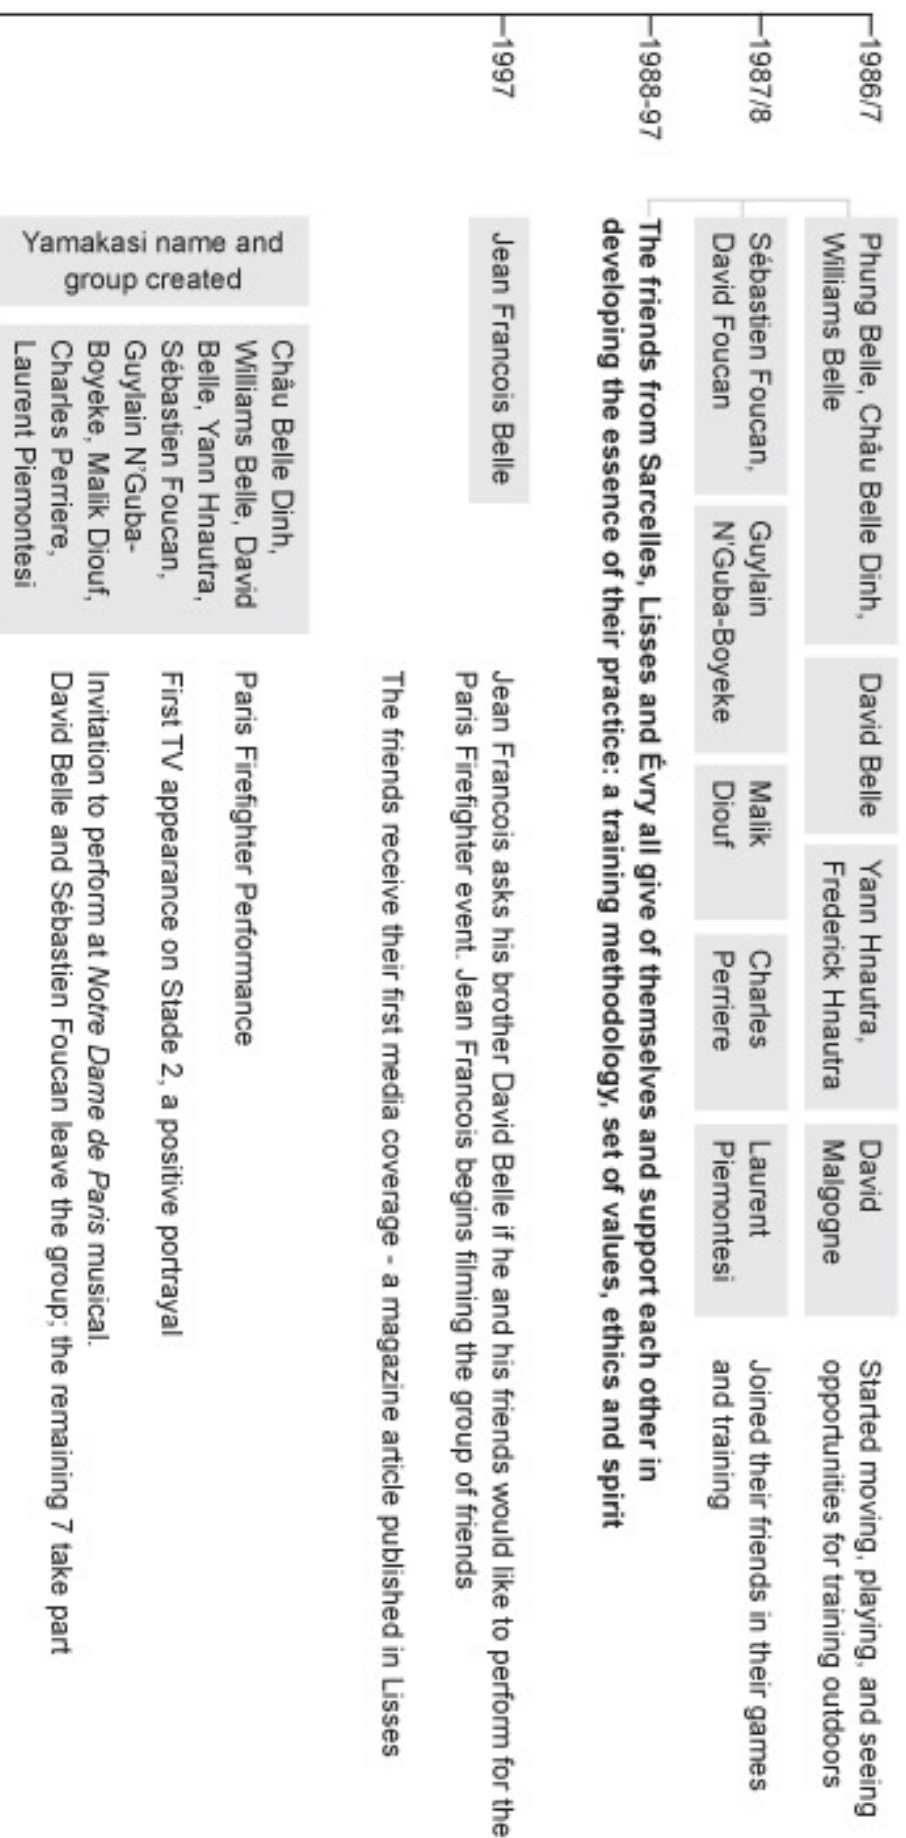 1986/7
Phung Belle, Châu Belle Dinh,
Williams Belle
David Belle
Yann Hnautra,
Frederick Hnautra
David
Malgogne
Started moving, playing, and seeing
opportunities for training outdoors
1987/8
Sébastien Foucan,
David Foucan
Guylain
N'Guba-Boyeke
Malik
Diouf
Charles
Perriere
Laurent
Piemontesi
Joined their friends in their games
and training
1988-97
The friends from Sarcelles, Lisses and Évry all give of themselves and support each other in
developing the essence of their practice: a training methodology, set of values, ethics and spirit
1997
Jean Francois Belle
Jean Francois asks his brother David Belle if he and his friends would like to perform for the
Paris Firefighter event. Jean Francois begins filming the group of friends
The friends receive their first media coverage - a magazine article published in Lisses
Yamakasi name and
group created
Châu Belle Dinh,
Williams Belle, David
Belle, Yann Hnautra,
Sébastien Foucan,
Guylain N'Guba-
Boyeke, Malik Diouf,
Charles Perriere,
Laurent Piemontesi
Paris Firefighter Performance
First TV appearance on Stade 2, a positive portrayal
Invitation to perform at Notre Dame de Paris musical.
David Belle and Sébastien Foucan leave the group; the remaining 7 take part